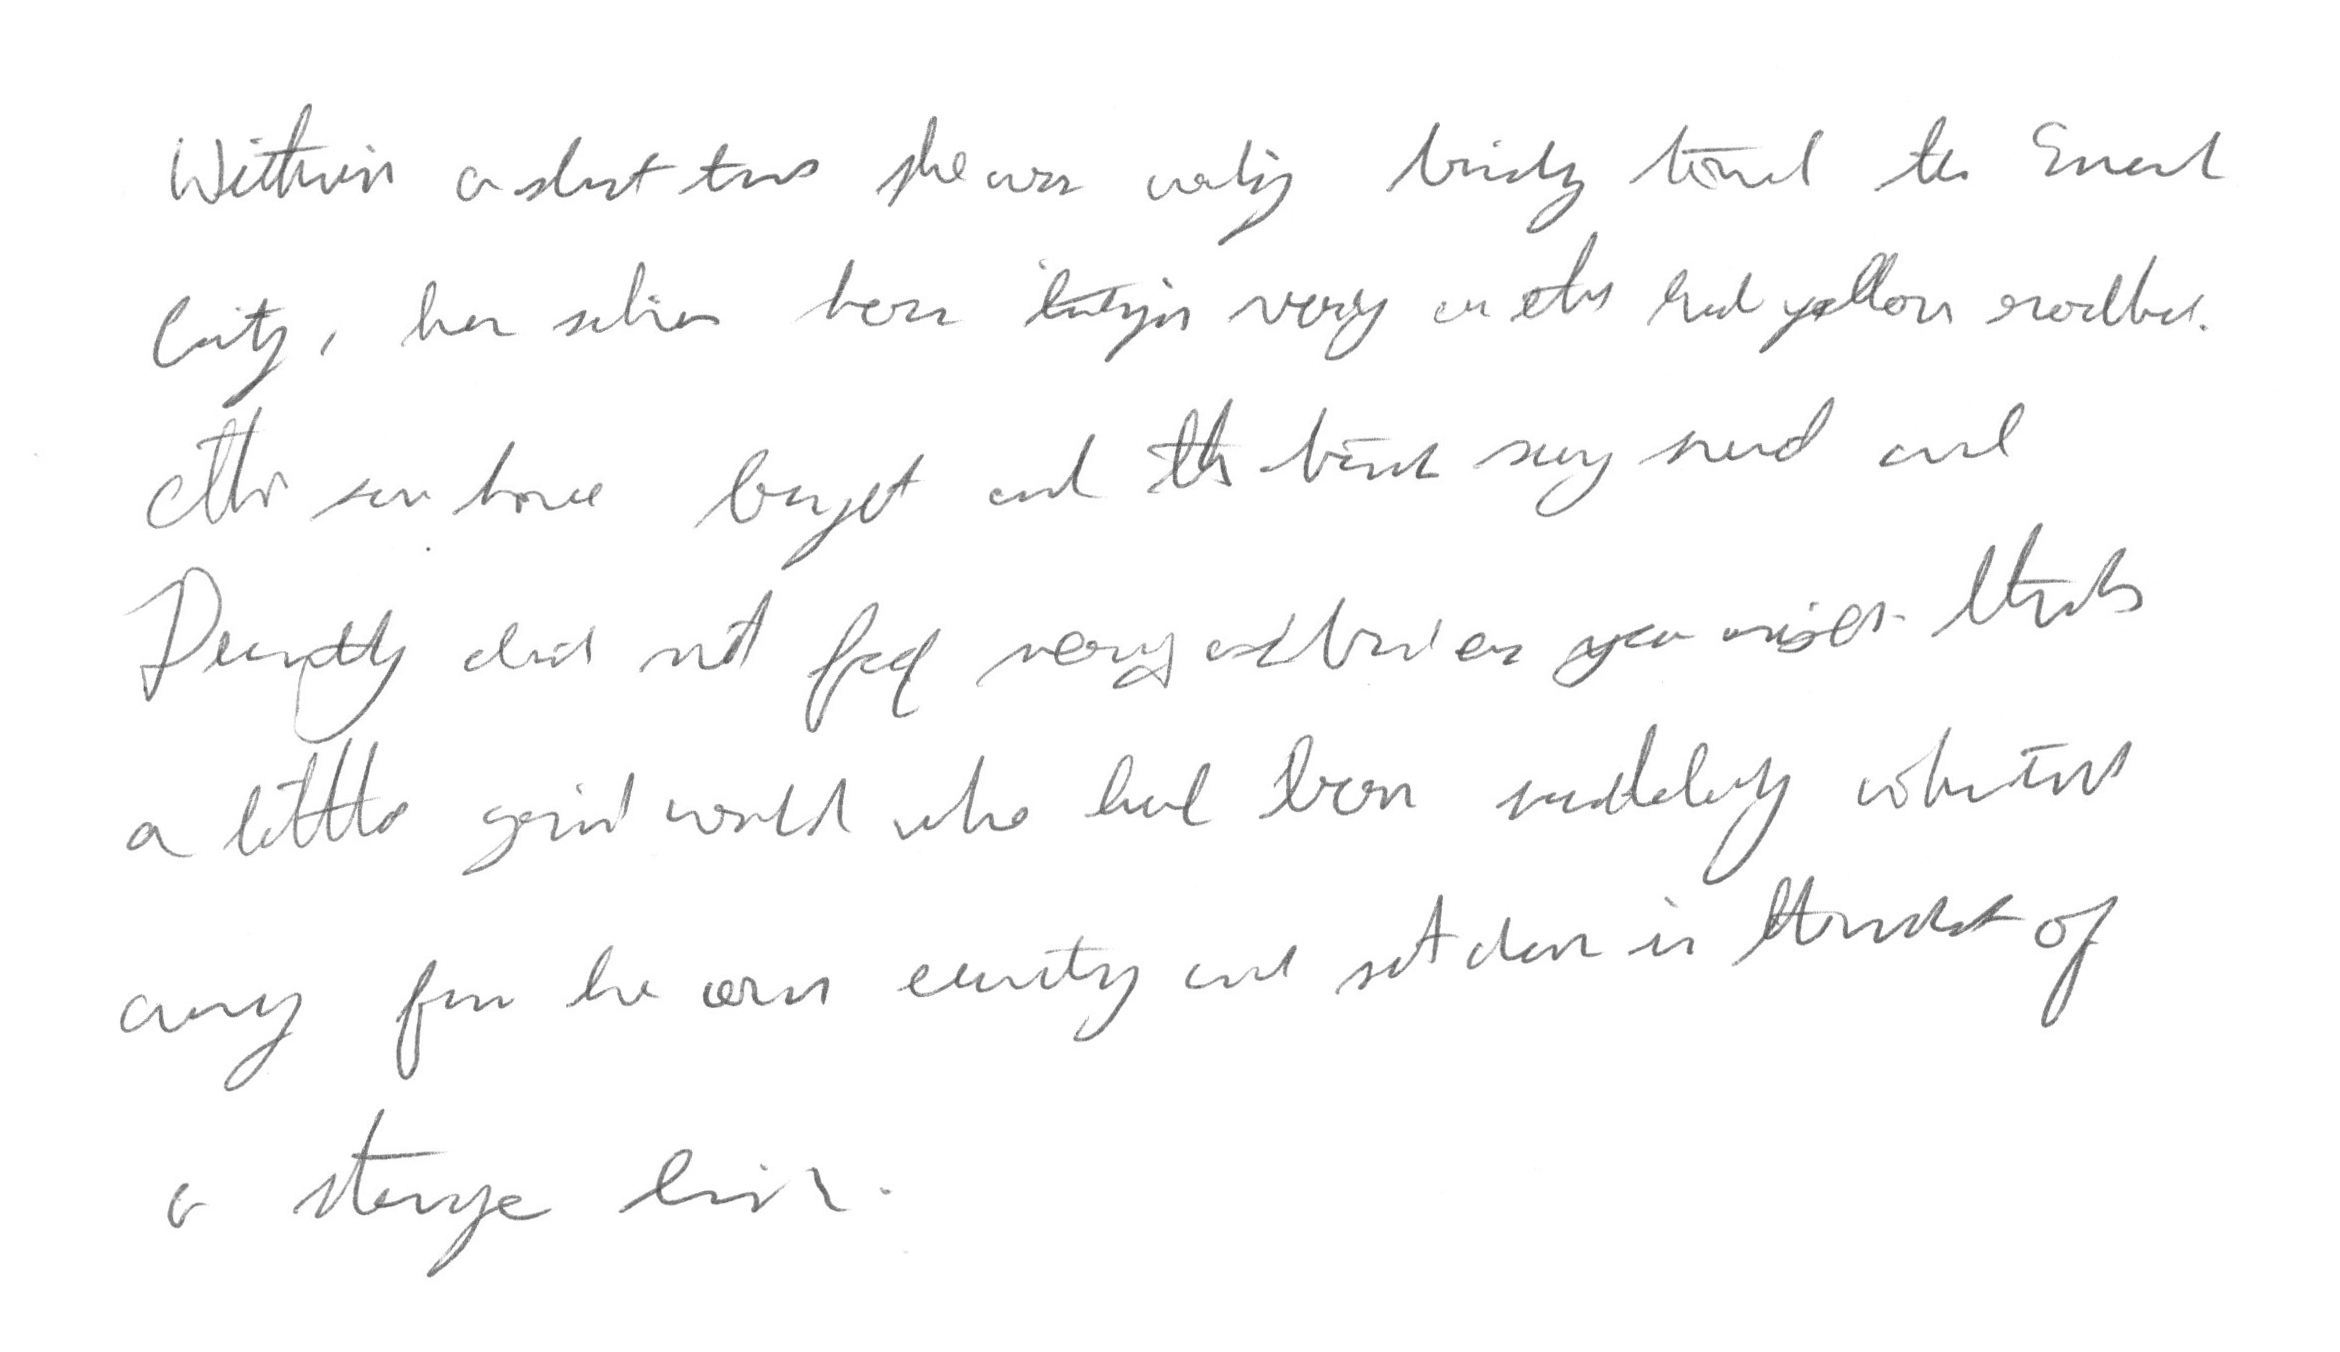 Within a short time she was walking briskly toward the Emerald
City, her silver shoes tinkling merrily on the hard yellow roadbed.
The sun shone bright and the birds sang sweet and
Dorothy did not feel nearly as bad as you might think
a little girl would who had been suddenly whisked
away from her own country and set down in the midst of
a strange land.